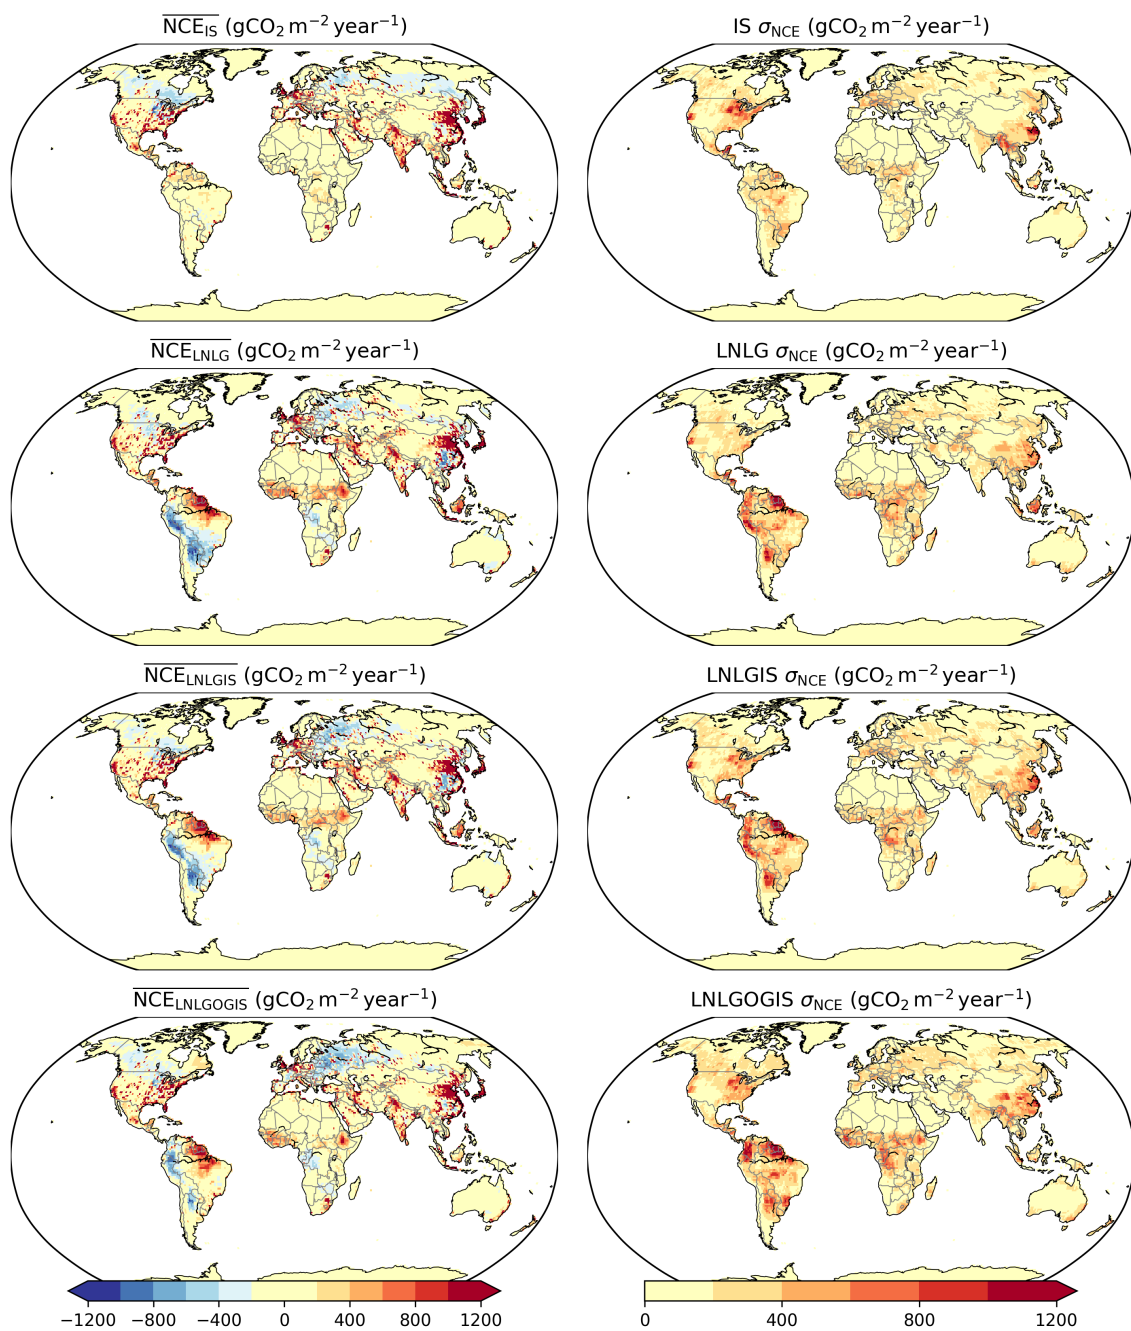 NCE_IS (gCO₂ m⁻² year⁻¹)
IS σ_NCE (gCO₂ m⁻² year⁻¹)
NCE_LNLG (gCO₂ m⁻² year⁻¹)
LNLG σ_NCE (gCO₂ m⁻² year⁻¹)
NCE_LNLGIS (gCO₂ m⁻² year⁻¹)
LNLGIS σ_NCE (gCO₂ m⁻² year⁻¹)
NCE_LNLGOGIS (gCO₂ m⁻² year⁻¹)
LNLGOGIS σ_NCE (gCO₂ m⁻² year⁻¹)
−1200 −800 −400 0 400 800 1200
0 400 800 1200